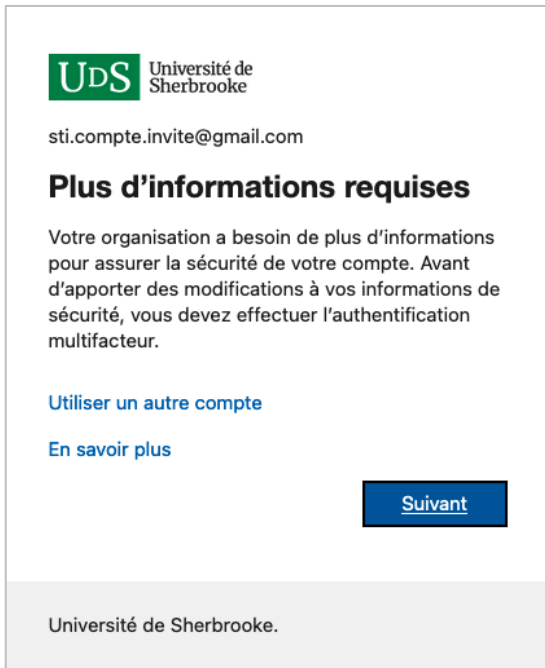 UDS Université de
Sherbrooke
sti.compte.invite@gmail.com
Plus d’informations requises
Votre organisation a besoin de plus d’informations
pour assurer la sécurité de votre compte. Avant
d’apporter des modifications à vos informations de
sécurité, vous devez effectuer l’authentification
multifacteur.
Utiliser un autre compte
En savoir plus
Suivant
Université de Sherbrooke.